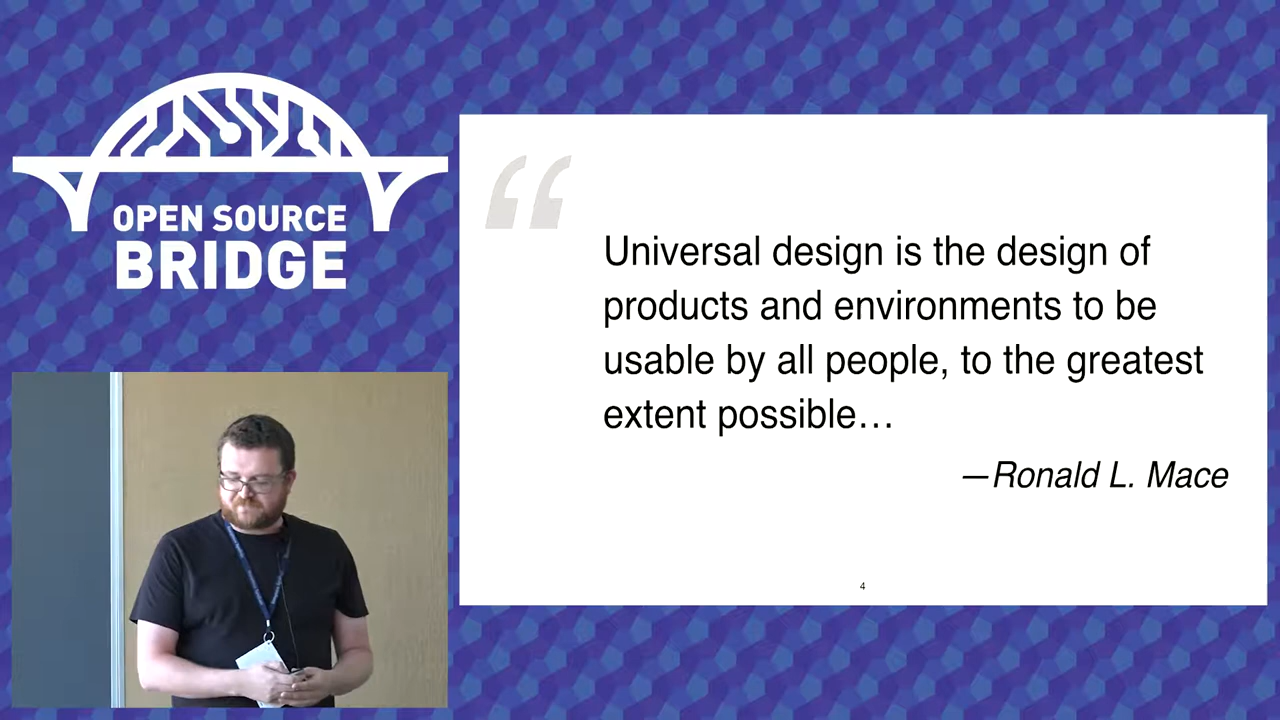 OPEN SOURCE
BRIDGE
“
Universal design is the design of
products and environments to be
usable by all people, to the greatest
extent possible…
—Ronald L. Mace
4